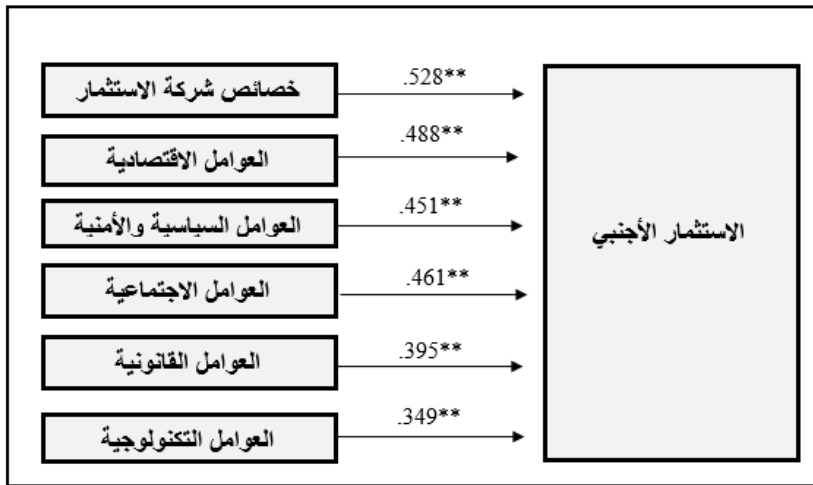 خصائص شركة الاستثمار
.528**
العوامل الاقتصادية
.488**
العوامل السياسية والأمنية
.451**
العوامل الاجتماعية
.461**
العوامل القانونية
.395**
العوامل التكنولوجية
.349**
الاستثمار الأجنبي